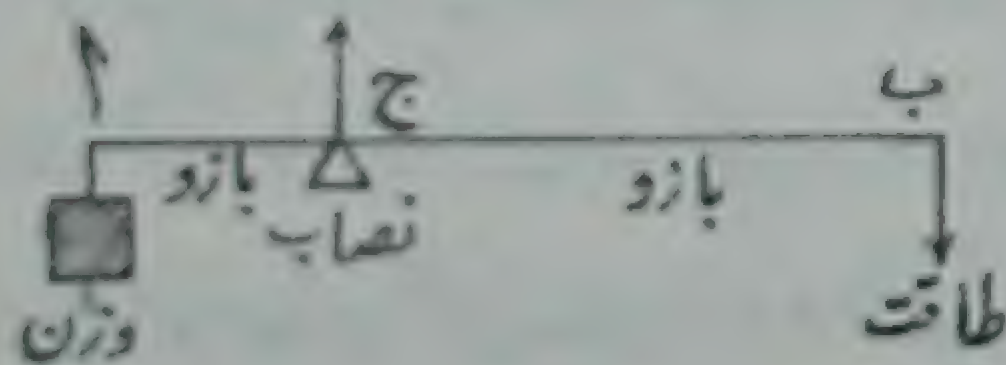 ا ج ب
بازو بازو
نصاب
وزن طاقت